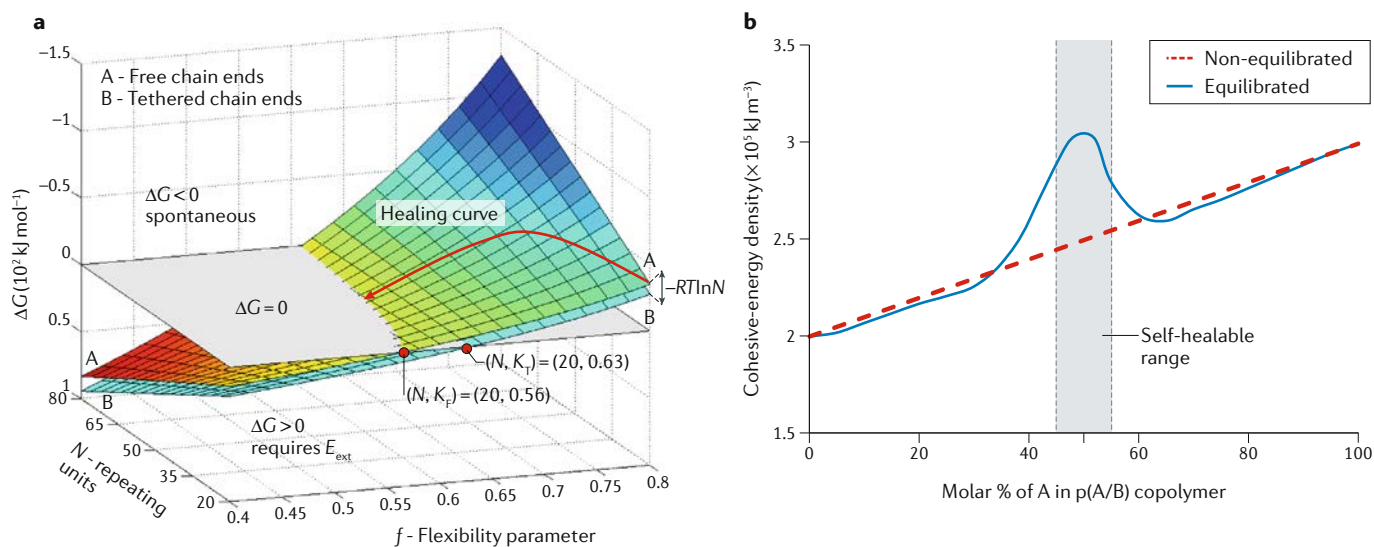 a
–1.5
–1
–0.5
0
0.5
1
ΔG (10² kJ mol⁻¹)
A - Free chain ends
B - Tethered chain ends
ΔG<0
spontaneous
Healing curve
ΔG = 0
A
B
–RTlnN
A
B
(N, K_T) = (20, 0.63)
(N, K_F) = (20, 0.56)
ΔG>0
requires E_ext
80
65
50
35
20
N - repeating
units
0.4
0.45
0.5
0.55
0.6
0.65
0.7
0.75
0.8
f - Flexibility parameter
b
3.5
3
2.5
2
1.5
Cohesive-energy density (×10⁵ kJ m⁻³)
Non-equilibrated
Equilibrated
Self-healable
range
0
20
40
60
80
100
Molar % of A in p(A/B) copolymer